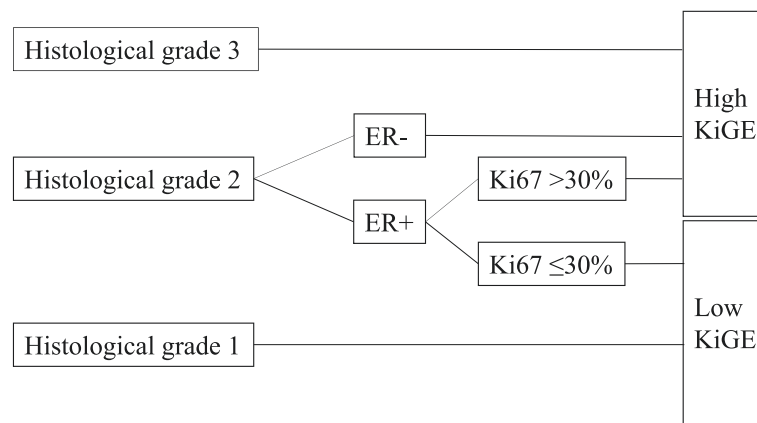 Histological grade 3
High
KiGE
ER-
Histological grade 2
Ki67 >30%
ER+
Ki67 ≤30%
Low
KiGE
Histological grade 1